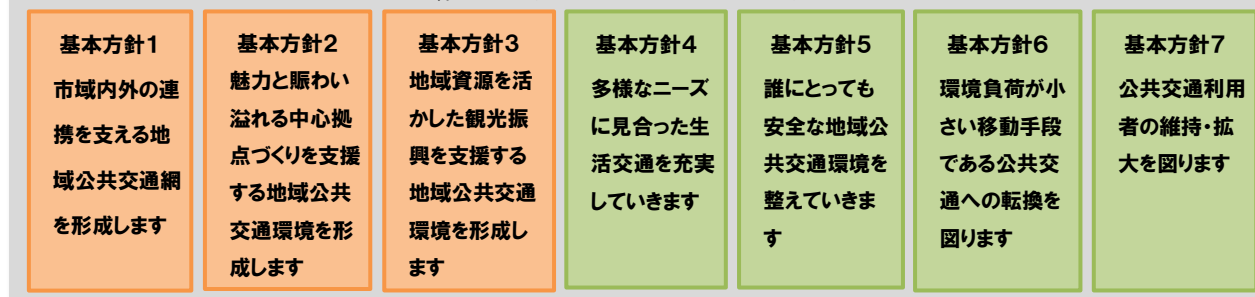 基本方針1
市域内外の連
携を支える地
域公共交通網
を形成します
基本方針2
魅力と賑わい
溢れる中心拠
点づくりを支援
する地域公共
交通環境を形
成します
基本方針3
地域資源を活
かした観光振
興を支援する
地域公共交通
環境を形成し
ます
基本方針4
多様なニーズ
に見合った生
活交通を充実
していきます
基本方針5
誰にとっても
安全な地域公
共交通環境を
整えていきま
す
基本方針6
環境負荷が小
さい移動手段
である公共交
通への転換を
図ります
基本方針7
公共交通利用
者の維持・拡
大を図ります